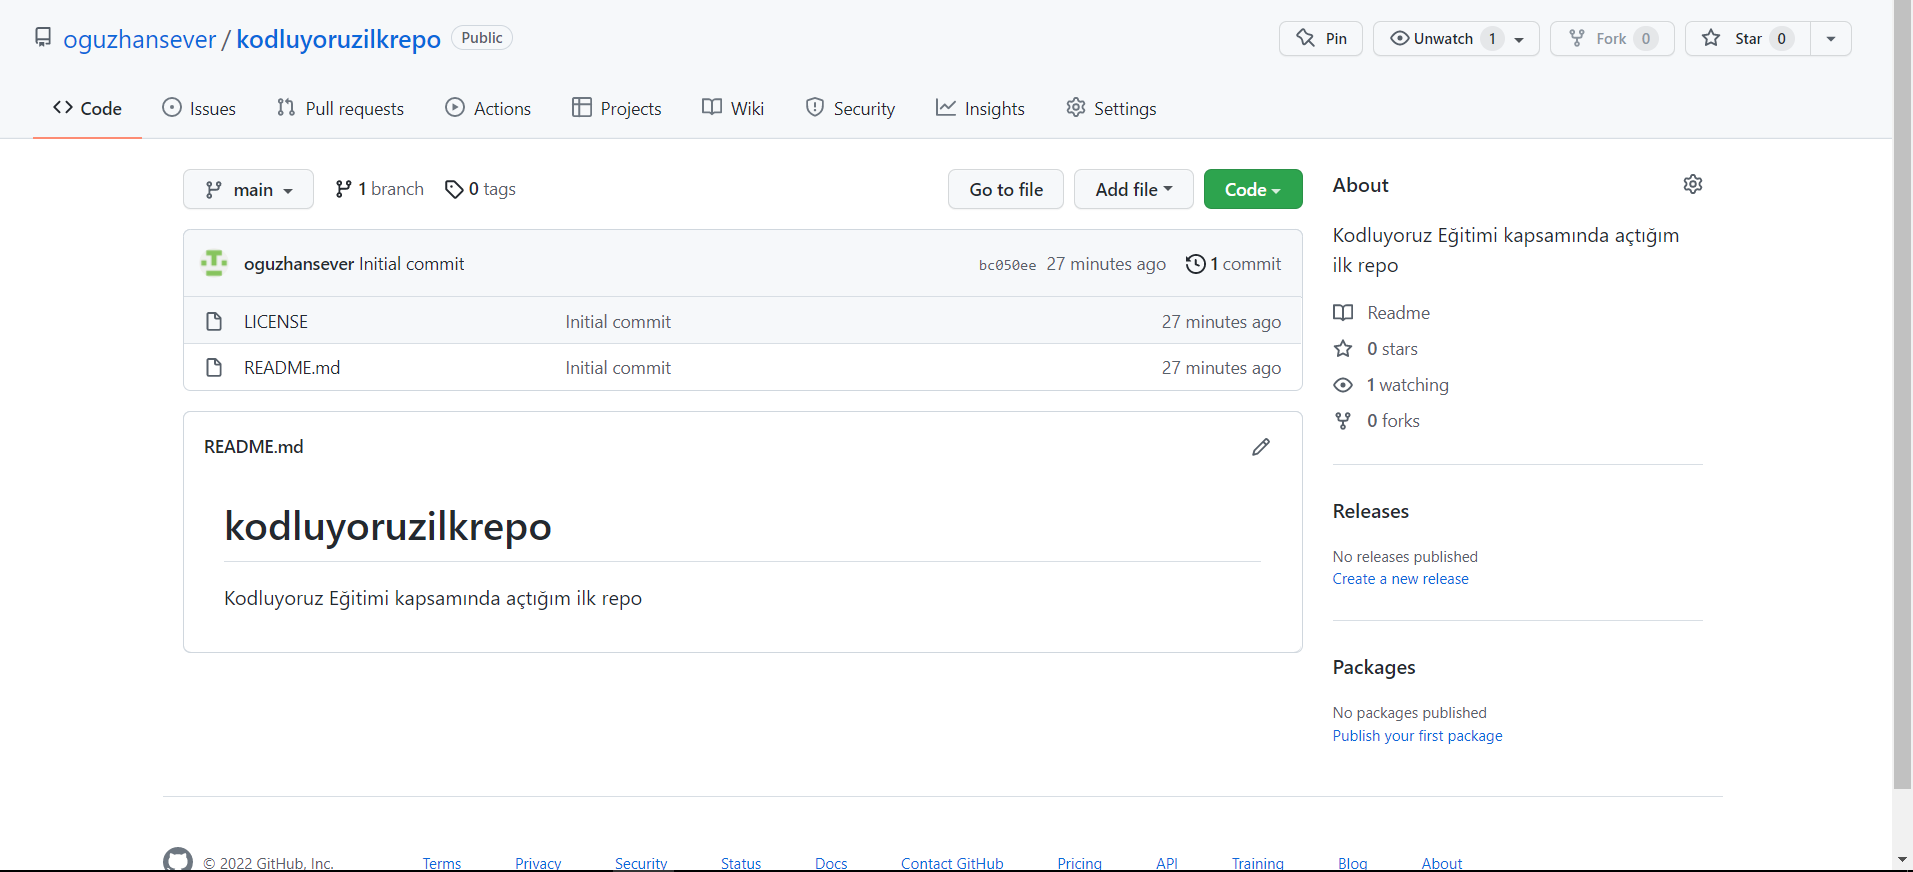 oguzhansever / kodluyoruzilkrepo Public
Pin Unwatch 1 Fork 0 Star 0
Code Issues Pull requests Actions Projects Wiki Security Insights Settings
main 1 branch 0 tags Go to file Add file Code
oguzhansever Initial commit bc050ee 27 minutes ago 1 commit
LICENSE Initial commit 27 minutes ago
README.md Initial commit 27 minutes ago
README.md
kodluyoruzilkrepo
Kodluyoruz Eğitimi kapsamında açtığım ilk repo
About
Kodluyoruz Eğitimi kapsamında açtığım
ilk repo
Readme
0 stars
1 watching
0 forks
Releases
No releases published
Create a new release
Packages
No packages published
Publish your first package
© 2022 GitHub, Inc. Terms Privacy Security Status Docs Contact GitHub Pricing API Training Blog About